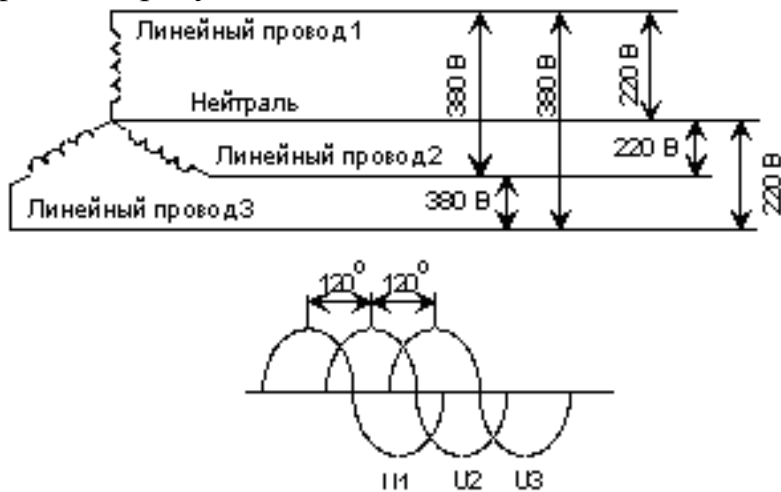 Линейный провод 1
380 В
380 В
220 В
Нейтраль
Линейный провод 2
220 В
220 В
Линейный провод 3
380 В
120° 120°
U1 U2 U3